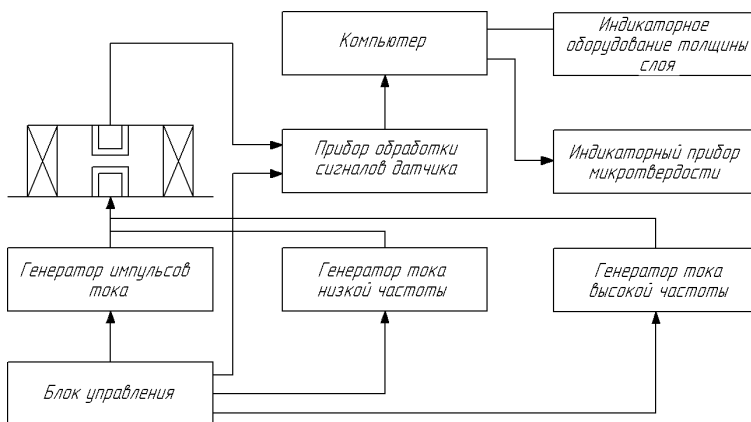 Компьютер
Индикаторное
оборудование толщины
слоя
Прибор обработки
сигналов датчика
Индикаторный прибор
микротвердости
Генератор импульсов
тока
Генератор тока
низкой частоты
Генератор тока
высокой частоты
Блок управления